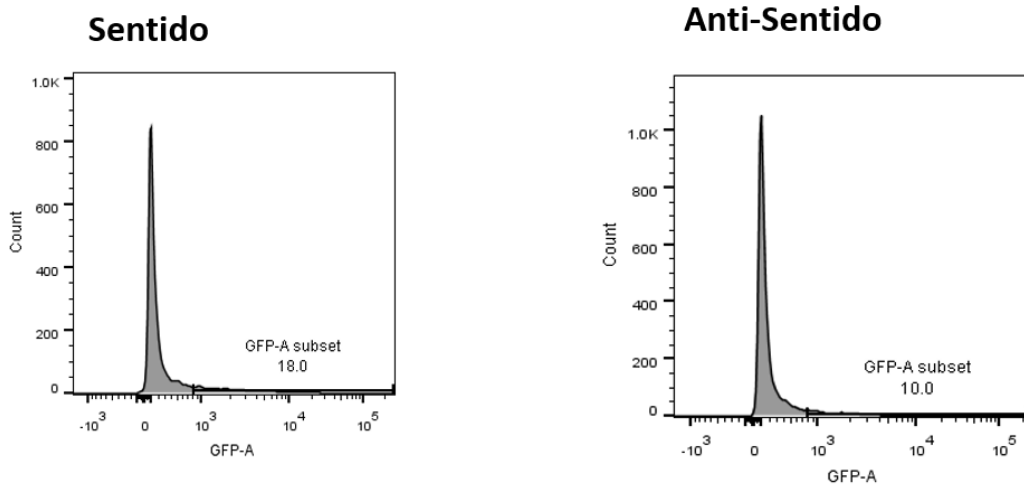 Sentido
1.0K
800
600
400
200
0
Count
GFP-A subset
18.0
-10^3 0 10^3 10^4 10^5
GFP-A
Anti-Sentido
1.0K
800
600
400
200
0
Count
GFP-A subset
10.0
-10^3 0 10^3 10^4 10^5
GFP-A